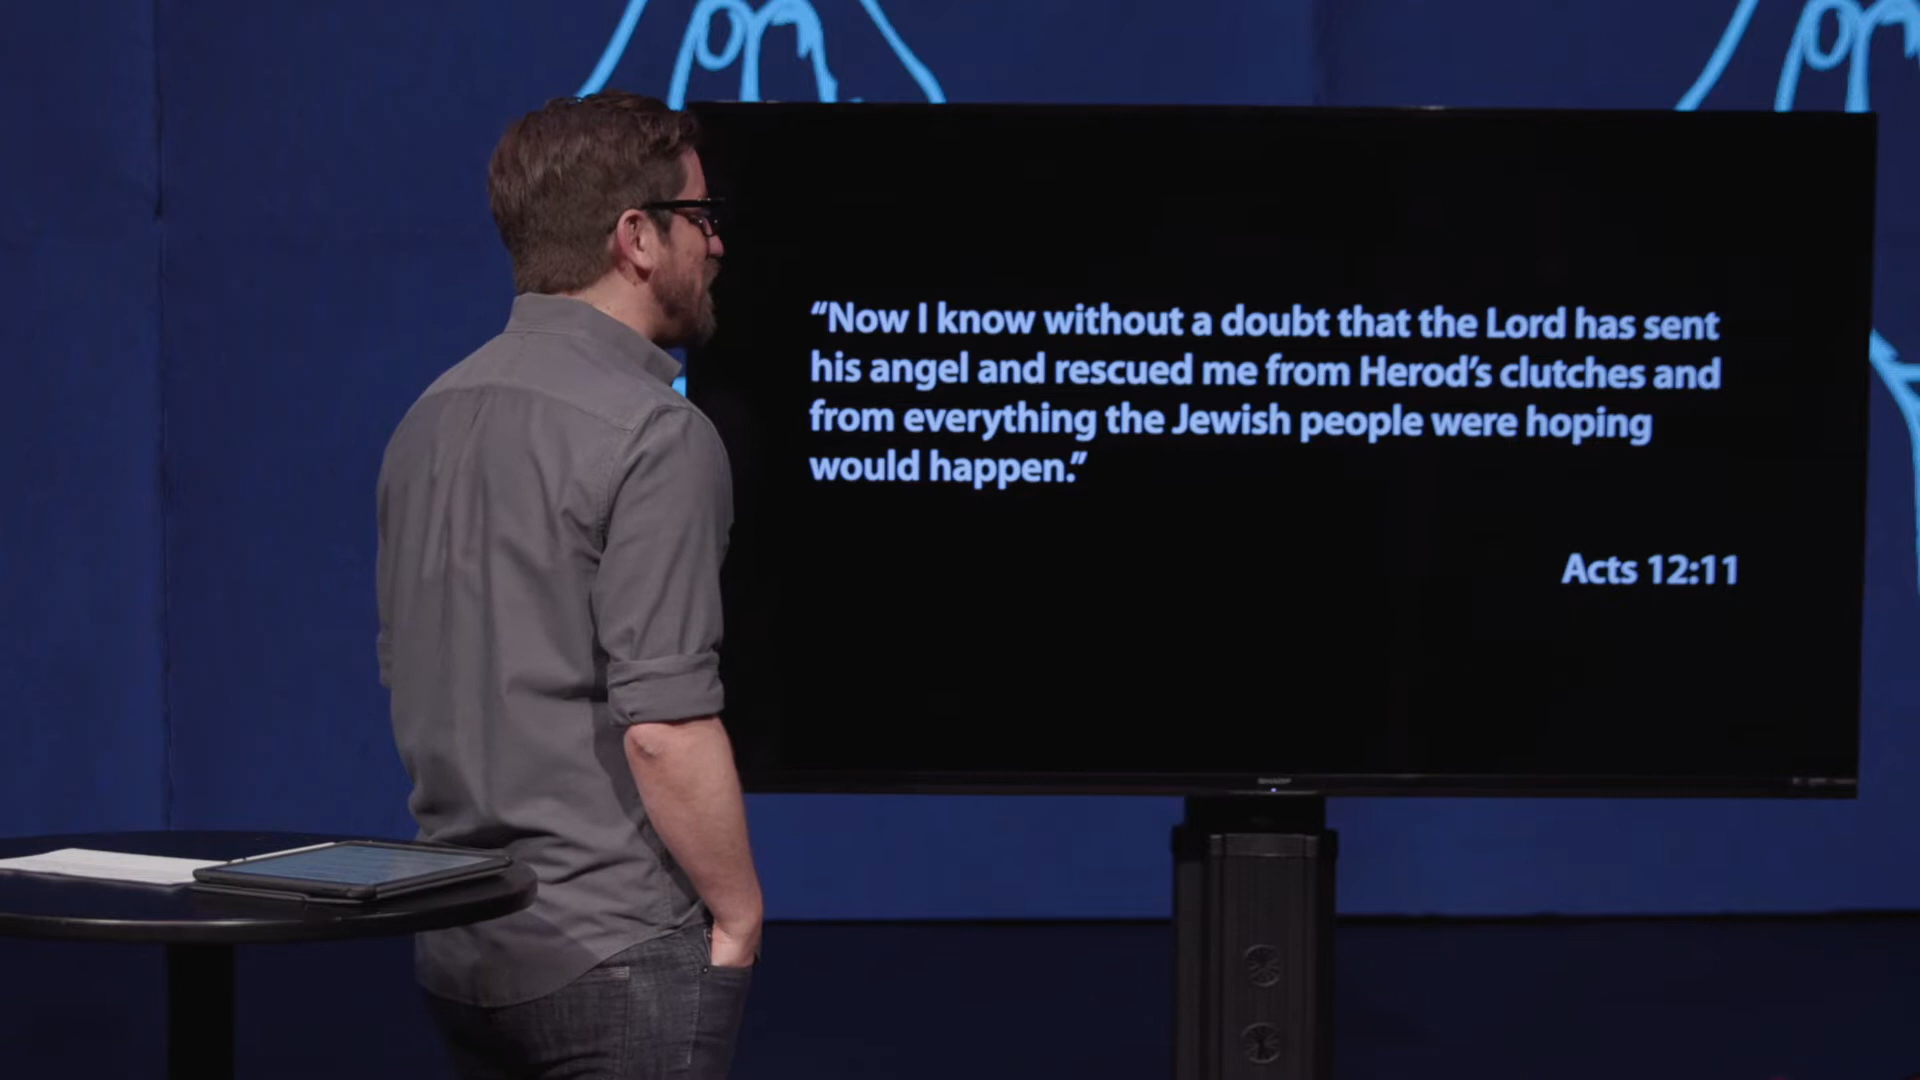 “Now I know without a doubt that the Lord has sent
his angel and rescued me from Herod’s clutches and
from everything the Jewish people were hoping
would happen.”
Acts 12:11
SHARP